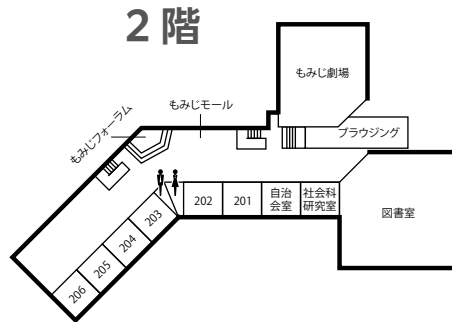 2階
もみじ劇場
もみじモール
もみじフォーラム
ブラウジング
202
201
自治
会室
社会科
研究室
図書室
203
204
205
206